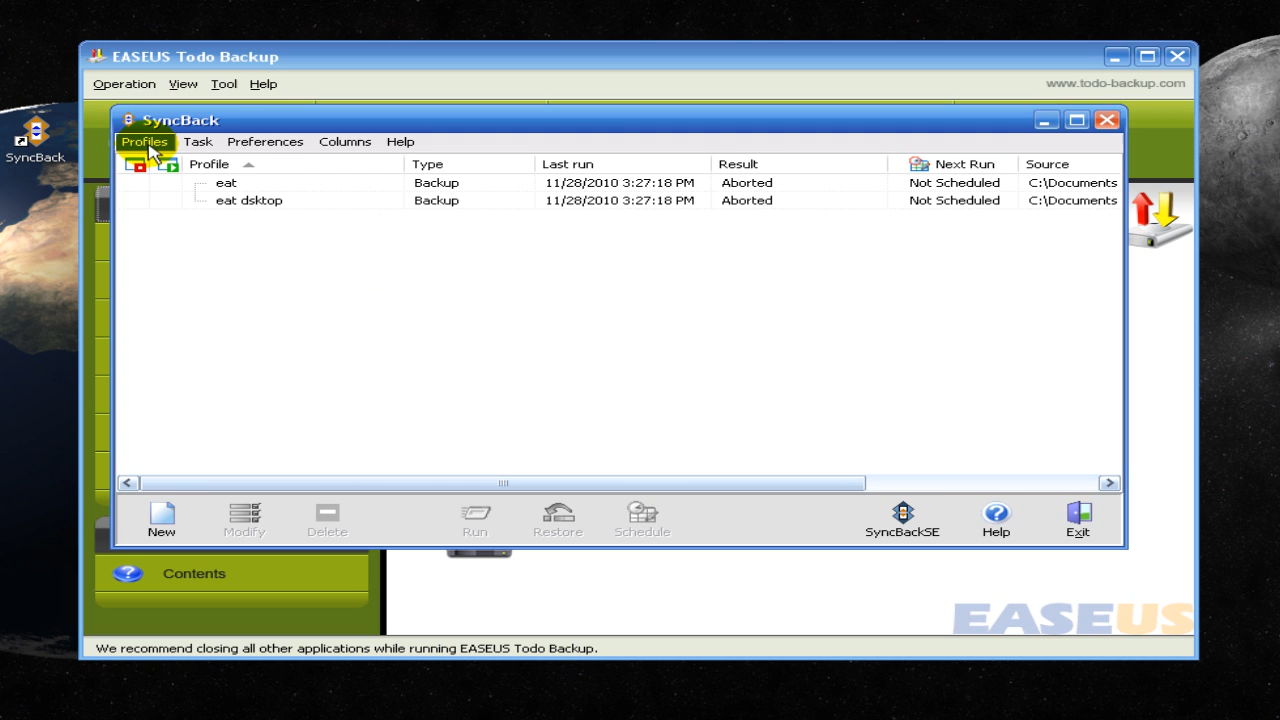 EASEUS Todo Backup
Operation View Tool Help www.todo-backup.com
SyncBack
SyncBack
Profiles Task Preferences Columns Help
Profile Type Last run Result Next Run Source
eat Backup 11/28/2010 3:27:18 PM Aborted Not Scheduled C:\Documents
eat dsktop Backup 11/28/2010 3:27:18 PM Aborted Not Scheduled C:\Documents
New Modify Delete Run Restore Schedule SyncBackSE Help Exit
Contents
EASEUS
We recommend closing all other applications while running EASEUS Todo Backup.